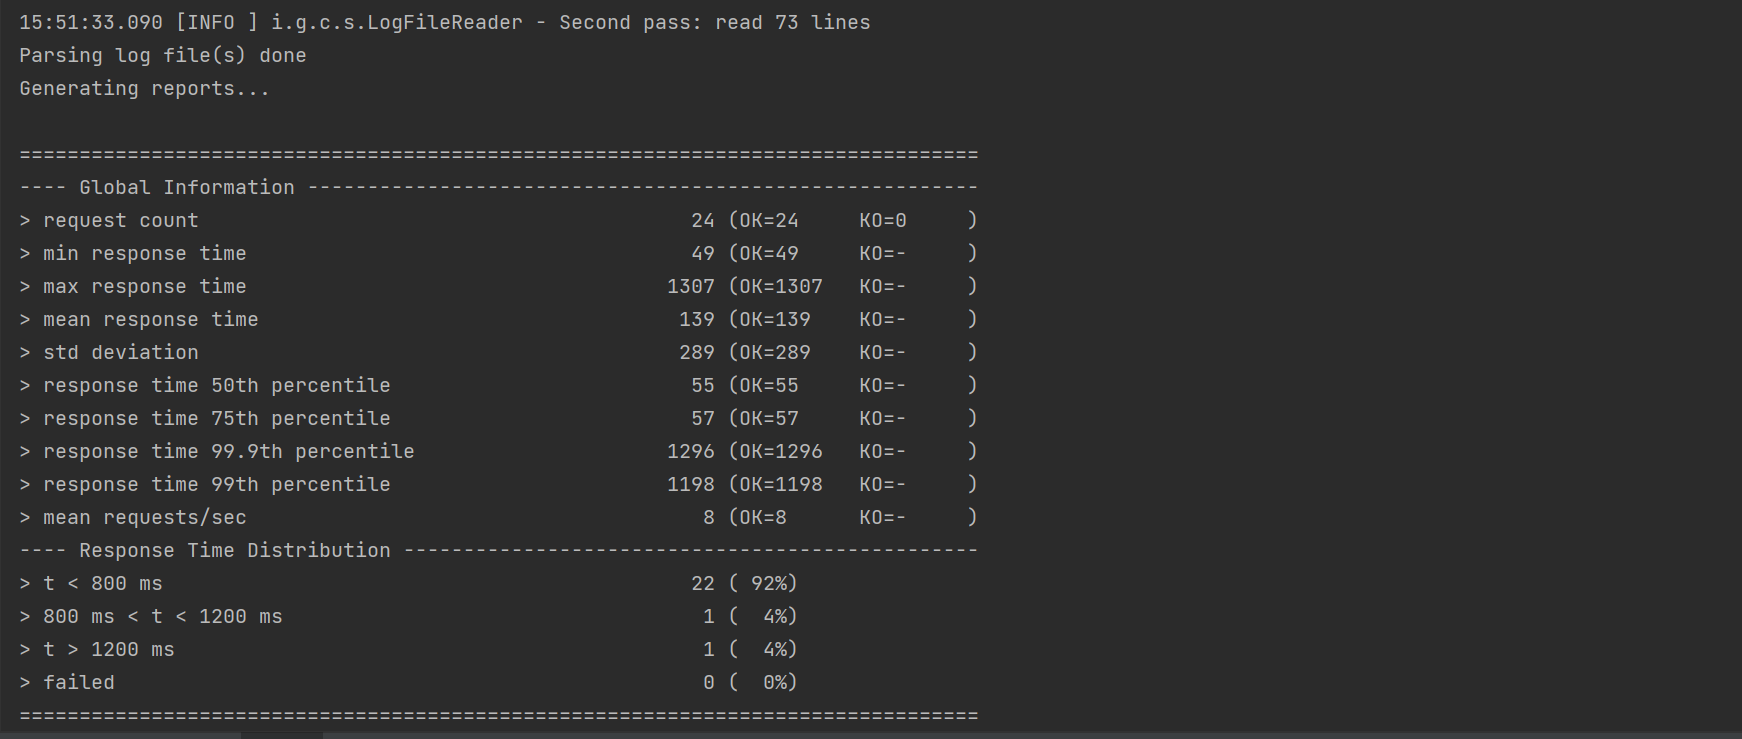 15:51:33.090 [INFO ] i.g.c.s.LogFileReader - Second pass: read 73 lines
Parsing log file(s) done
Generating reports...

================================================================================
---- Global Information --------------------------------------------------------
> request count                                         24 (OK=24     KO=0     )
> min response time                                     49 (OK=49     KO=-     )
> max response time                                   1307 (OK=1307   KO=-     )
> mean response time                                   139 (OK=139    KO=-     )
> std deviation                                        289 (OK=289    KO=-     )
> response time 50th percentile                         55 (OK=55     KO=-     )
> response time 75th percentile                         57 (OK=57     KO=-     )
> response time 99.9th percentile                     1296 (OK=1296   KO=-     )
> response time 99th percentile                       1198 (OK=1198   KO=-     )
> mean requests/sec                                      8 (OK=8      KO=-     )
---- Response Time Distribution ------------------------------------------------
> t < 800 ms                                            22 ( 92%)
> 800 ms < t < 1200 ms                                   1 (  4%)
> t > 1200 ms                                            1 (  4%)
> failed                                                 0 (  0%)
================================================================================